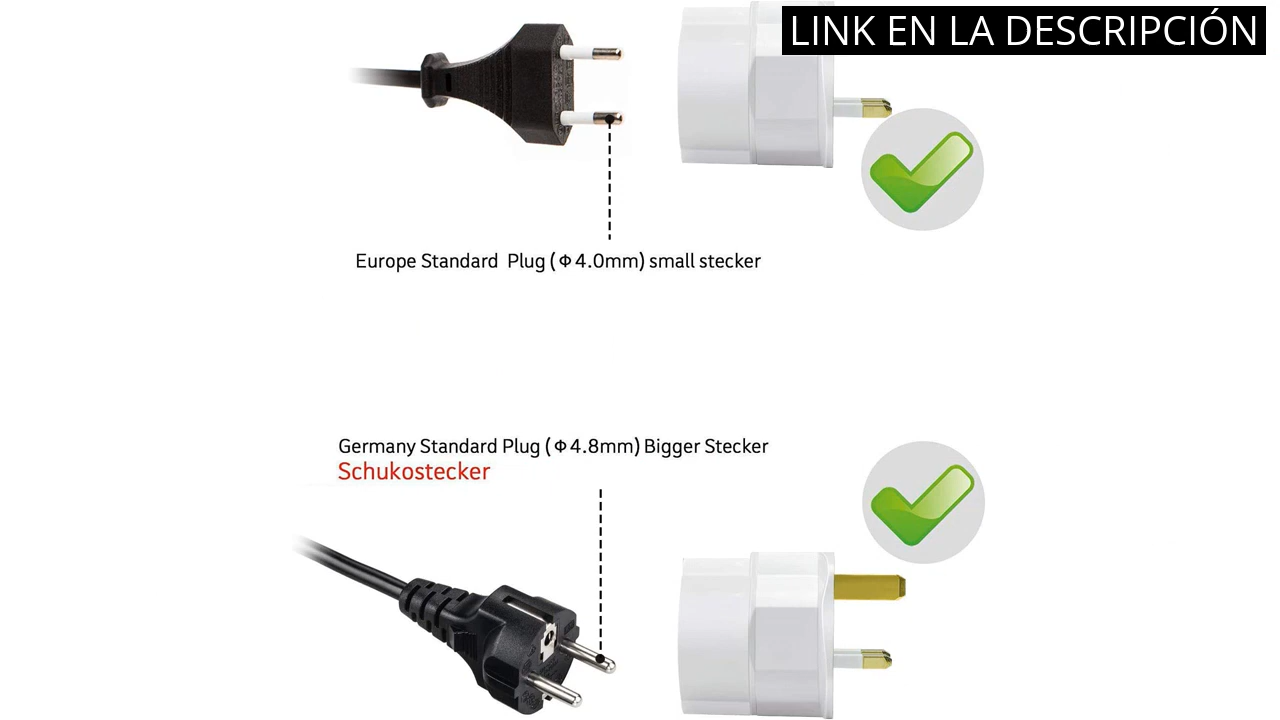 LINK EN LA DESCRIPCIÓN
Europe Standard Plug (Φ4.0mm) small stecker
Germany Standard Plug (Φ4.8mm) Bigger Stecker
Schukostecker